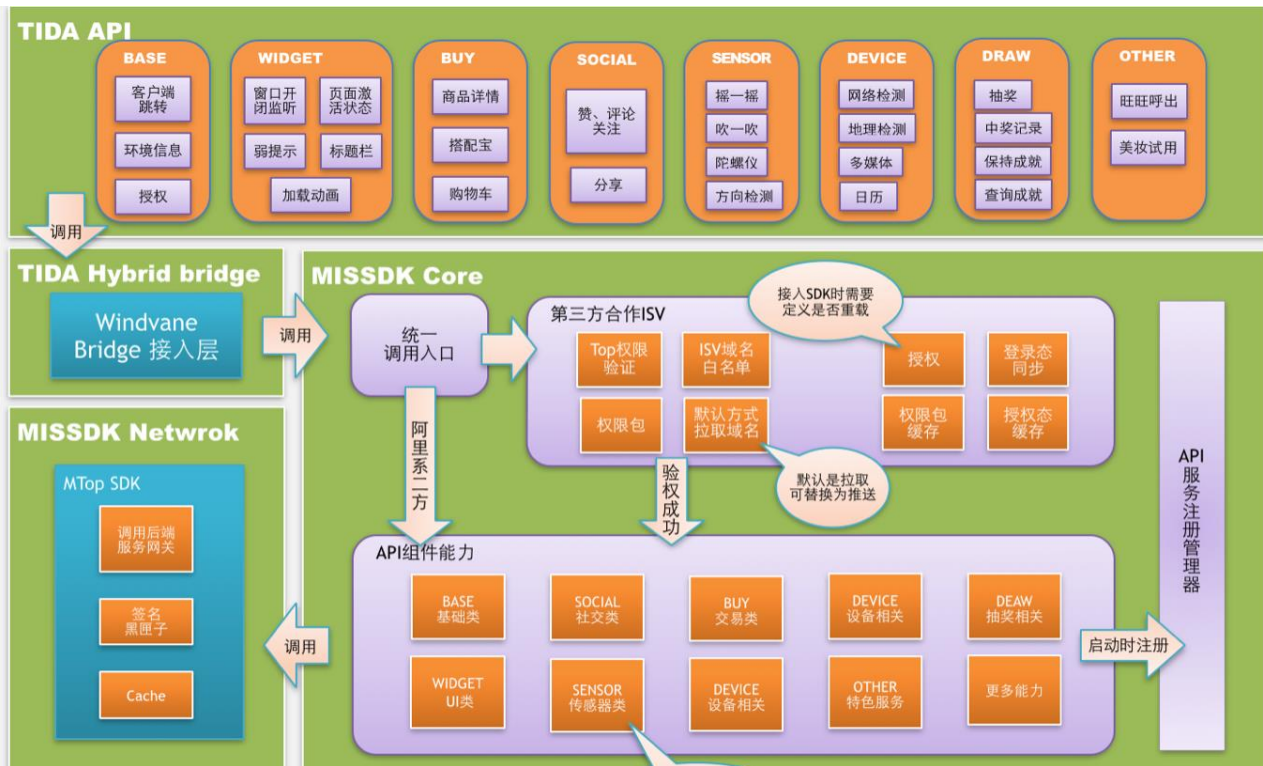 TIDA API
BASE
客户端
跳转
环境信息
授权
WIDGET
窗口开
闭监听
页面激
活状态
弱提示
标题栏
加载动画
BUY
商品详情
搭配宝
购物车
SOCIAL
赞、评论
关注
分享
SENSOR
摇一摇
吹一吹
陀螺仪
方向检测
DEVICE
网络检测
地理检测
多媒体
日历
DRAW
抽奖
中奖记录
保持成就
查询成就
OTHER
旺旺呼出
美妆试用
调用
TIDA Hybrid bridge
Windvane
Bridge 接入层
调用
MISSDK Core
统一
调用入口
第三方合作ISV
Top权限
验证
ISV域名
白名单
权限包
默认方式
拉取域名
接入SDK时需要
定义是否重载
授权
登录态
同步
权限包
缓存
授权态
缓存
默认是拉取
可替换为推送
阿里系二方
验权成功
API组件能力
BASE
基础类
SOCIAL
社交类
BUY
交易类
DEVICE
设备相关
DEAW
抽奖相关
WIDGET
UI类
SENSOR
传感器类
DEVICE
设备相关
OTHER
特色服务
更多能力
启动时注册
API服务注册管理器
MISSDK Netwrok
MTop SDK
调用后端
服务网关
签名
黑匣子
Cache
调用